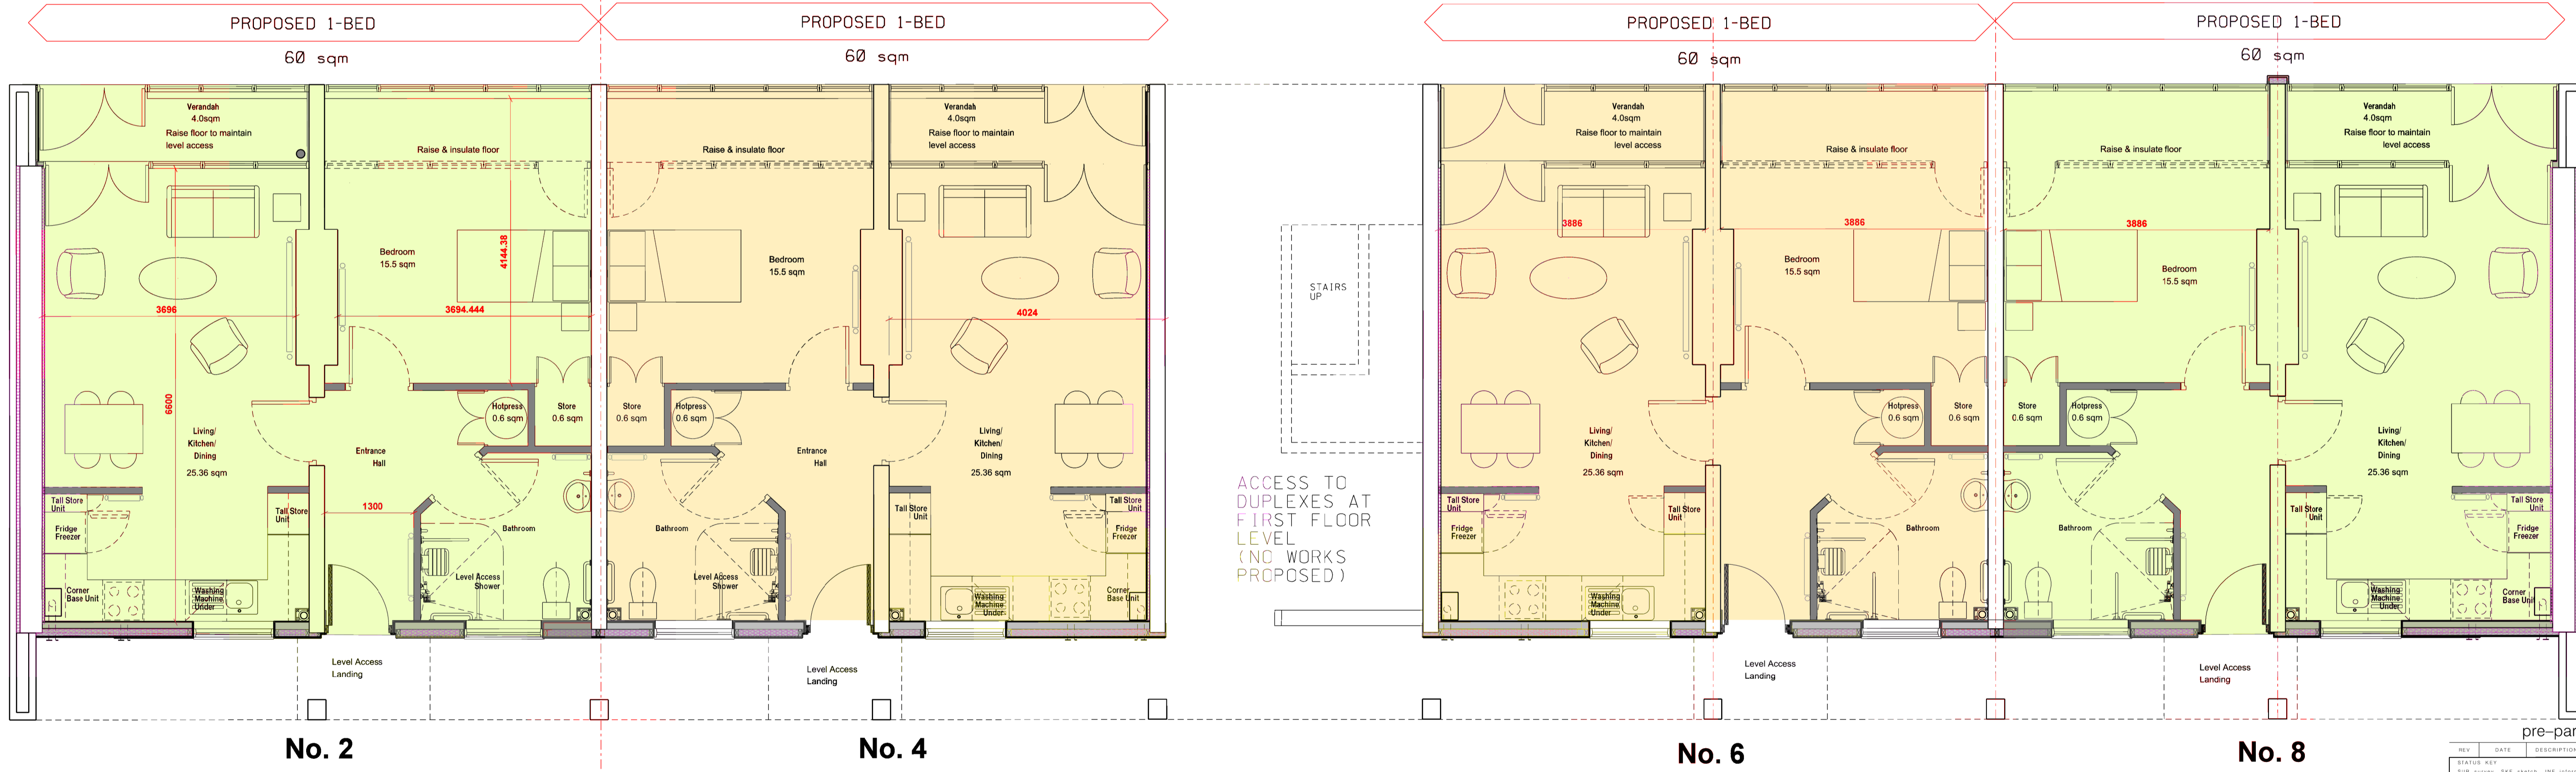 PROPOSED 1-BED
60 sqm
PROPOSED 1-BED
60 sqm
PROPOSED 1-BED
60 sqm
PROPOSED 1-BED
60 sqm
Verandah
4.0sqm
Raise floor to maintain
level access
Raise & insulate floor
Bedroom
15.5 sqm
4144.38
3696
3694.444
6600
Hotpress
0.6 sqm
Store
0.6 sqm
Living/
Kitchen/
Dining
25.36 sqm
Entrance
Hall
Tall Store
Unit
Fridge
Freezer
Tall Store
Unit
1300
Bathroom
Level Access
Shower
Corner
Base Unit
Washing
Machine
Under
Level Access
Landing
No. 2
Raise & insulate floor
Verandah
4.0sqm
Raise floor to maintain
level access
Bedroom
15.5 sqm
4024
Store
0.6 sqm
Hotpress
0.6 sqm
Entrance
Hall
Living/
Kitchen/
Dining
25.36 sqm
Tall Store
Unit
Tall Store
Unit
Fridge
Freezer
Bathroom
Level Access
Shower
Washing
Machine
Under
Corner
Base Unit
Level Access
Landing
No. 4
STAIRS
UP
ACCESS TO
DUPLEXES AT
FIRST FLOOR
LEVEL
(NO WORKS
PROPOSED)
Verandah
4.0sqm
Raise floor to maintain
level access
Raise & insulate floor
3886
3886
Bedroom
15.5 sqm
Hotpress
0.6 sqm
Store
0.6 sqm
Living/
Kitchen/
Dining
25.36 sqm
Tall Store
Unit
Fridge
Freezer
Tall Store
Unit
Bathroom
Washing
Machine
Under
Level Access
Landing
No. 6
Raise & insulate floor
Verandah
4.0sqm
Raise floor to maintain
level access
3886
Bedroom
15.5 sqm
Store
0.6 sqm
Hotpress
0.6 sqm
Living/
Kitchen/
Dining
25.36 sqm
Tall Store
Unit
Tall Store
Unit
Fridge
Freezer
Bathroom
Washing
Machine
Under
Corner
Base Unit
Level Access
Landing
No. 8
pre-par
REV DATE DESCRIPTION
STATUS KEY